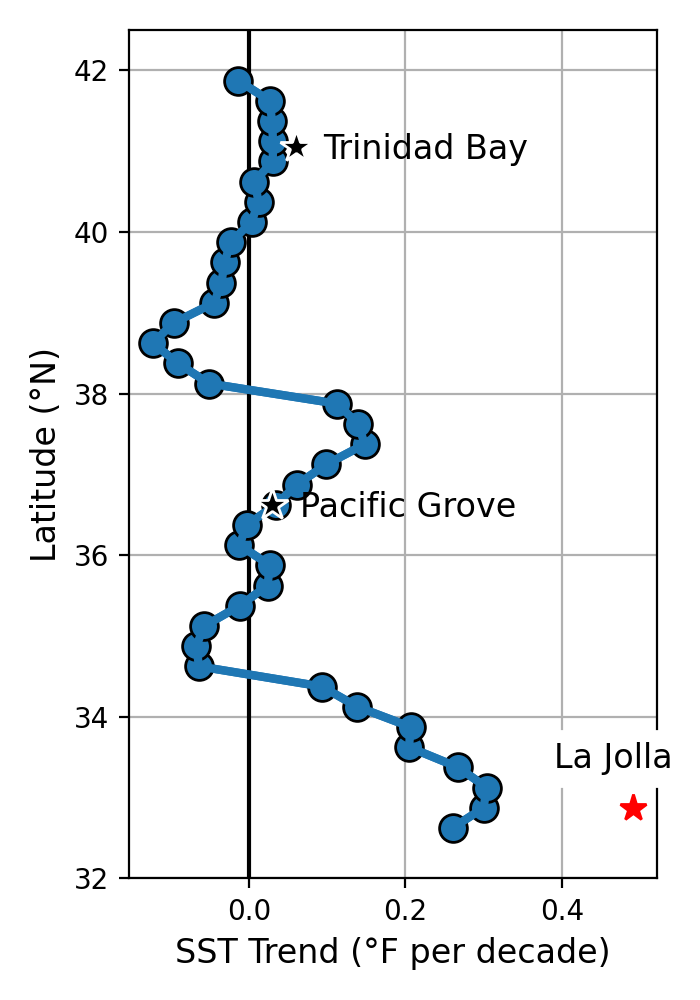 42
Trinidad Bay
40
38
Pacific Grove
36
34
La Jolla
32
0.0 0.2 0.4
SST Trend (°F per decade)
Latitude (°N)